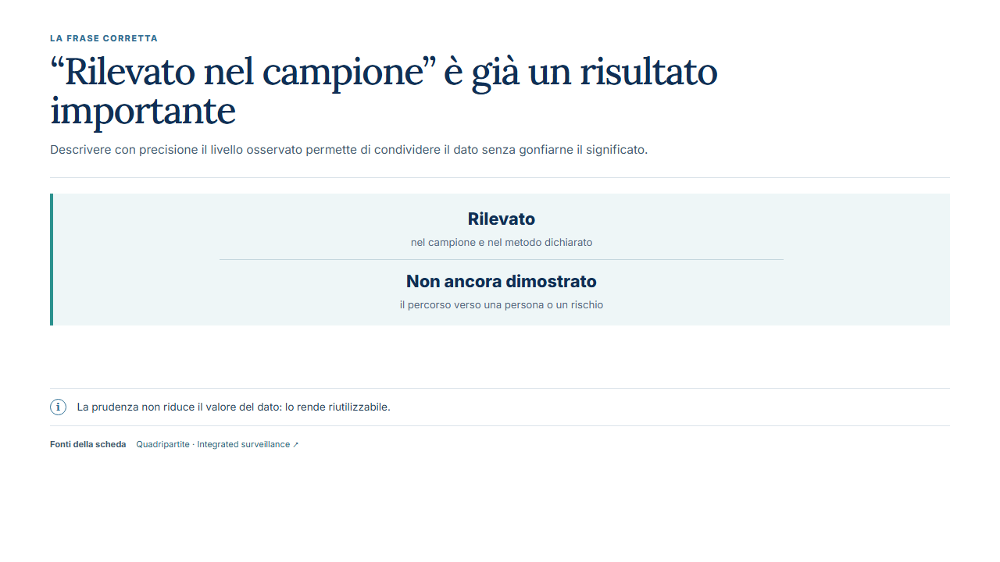 LA FRASE CORRETTA
“Rilevato nel campione” è già un risultato
importante
Descrivere con precisione il livello osservato permette di condividere il dato senza gonfiarne il significato.
Rilevato
nel campione e nel metodo dichiarato
Non ancora dimostrato
il percorso verso una persona o un rischio
i La prudenza non riduce il valore del dato: lo rende riutilizzabile.
Fonti della scheda Quadripartite · Integrated surveillance ↗